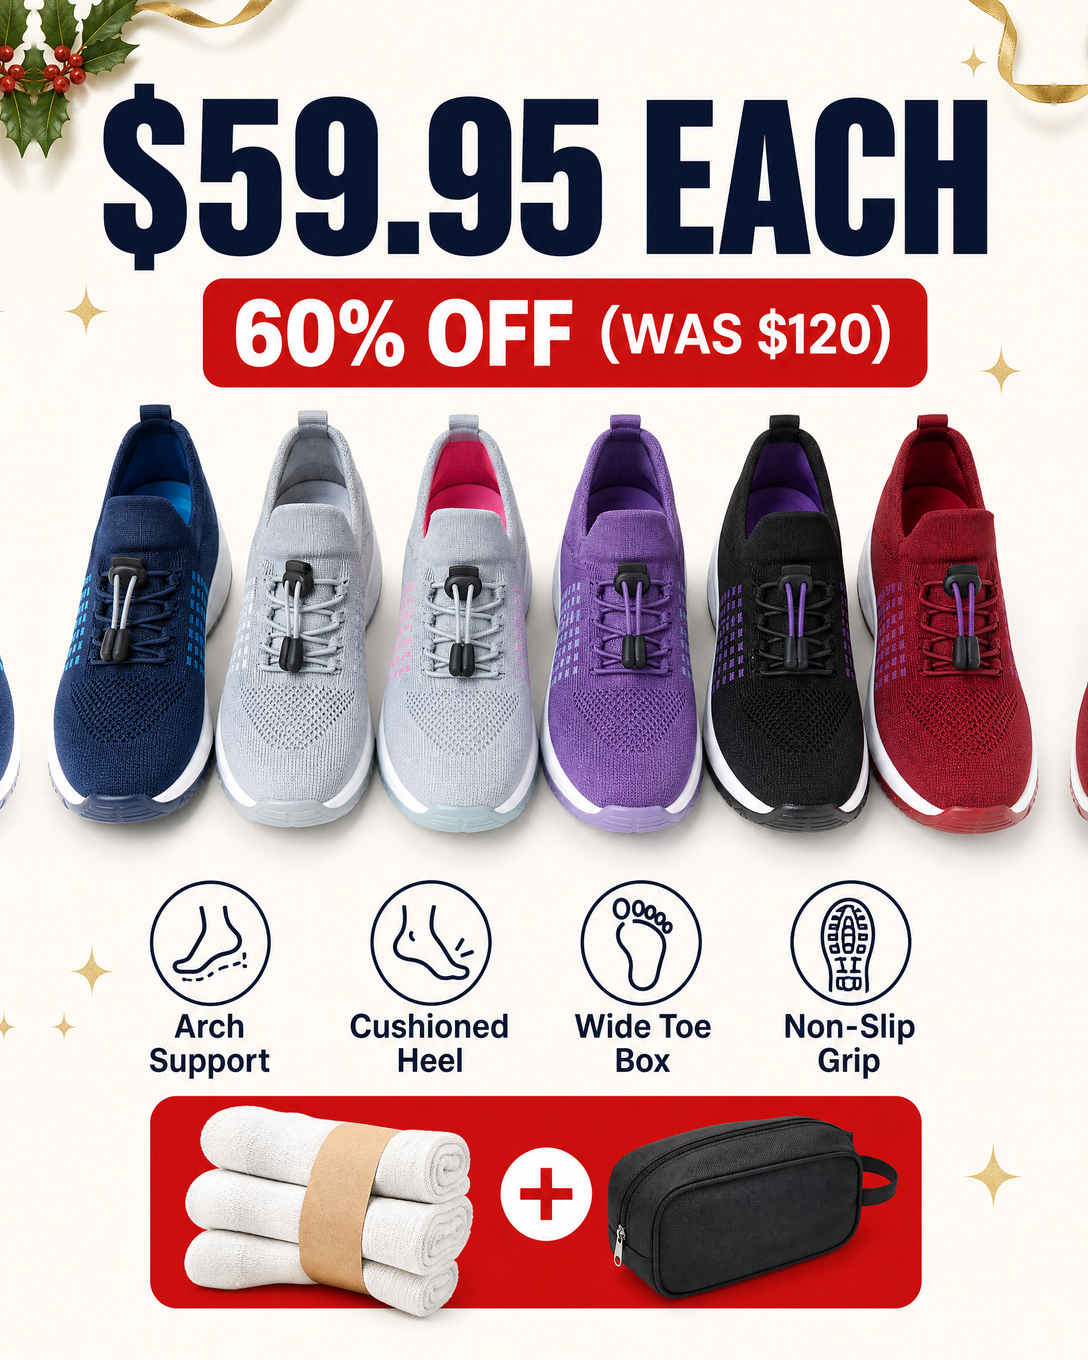 $59.95 EACH
60% OFF (WAS $120)
Arch
Support
Cushioned
Heel
Wide Toe
Box
Non-Slip
Grip